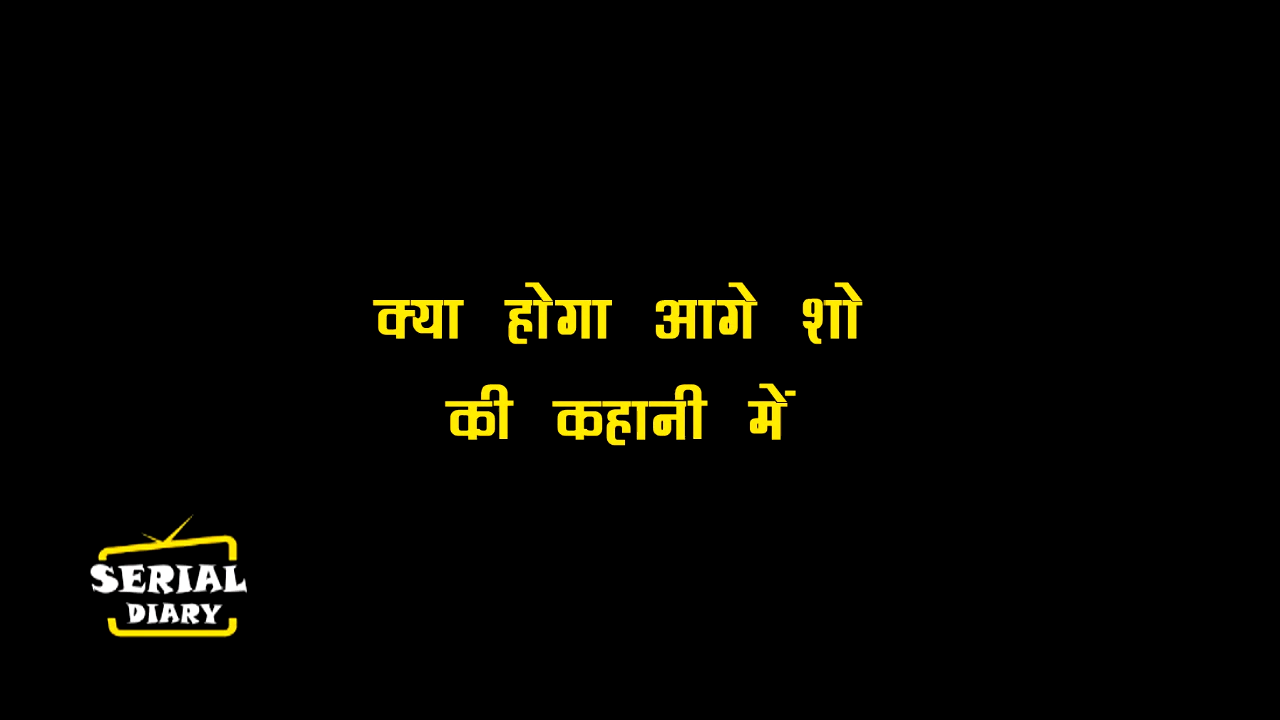 क्या होगा आगे शो
की कहानी में
SERIAL
DIARY